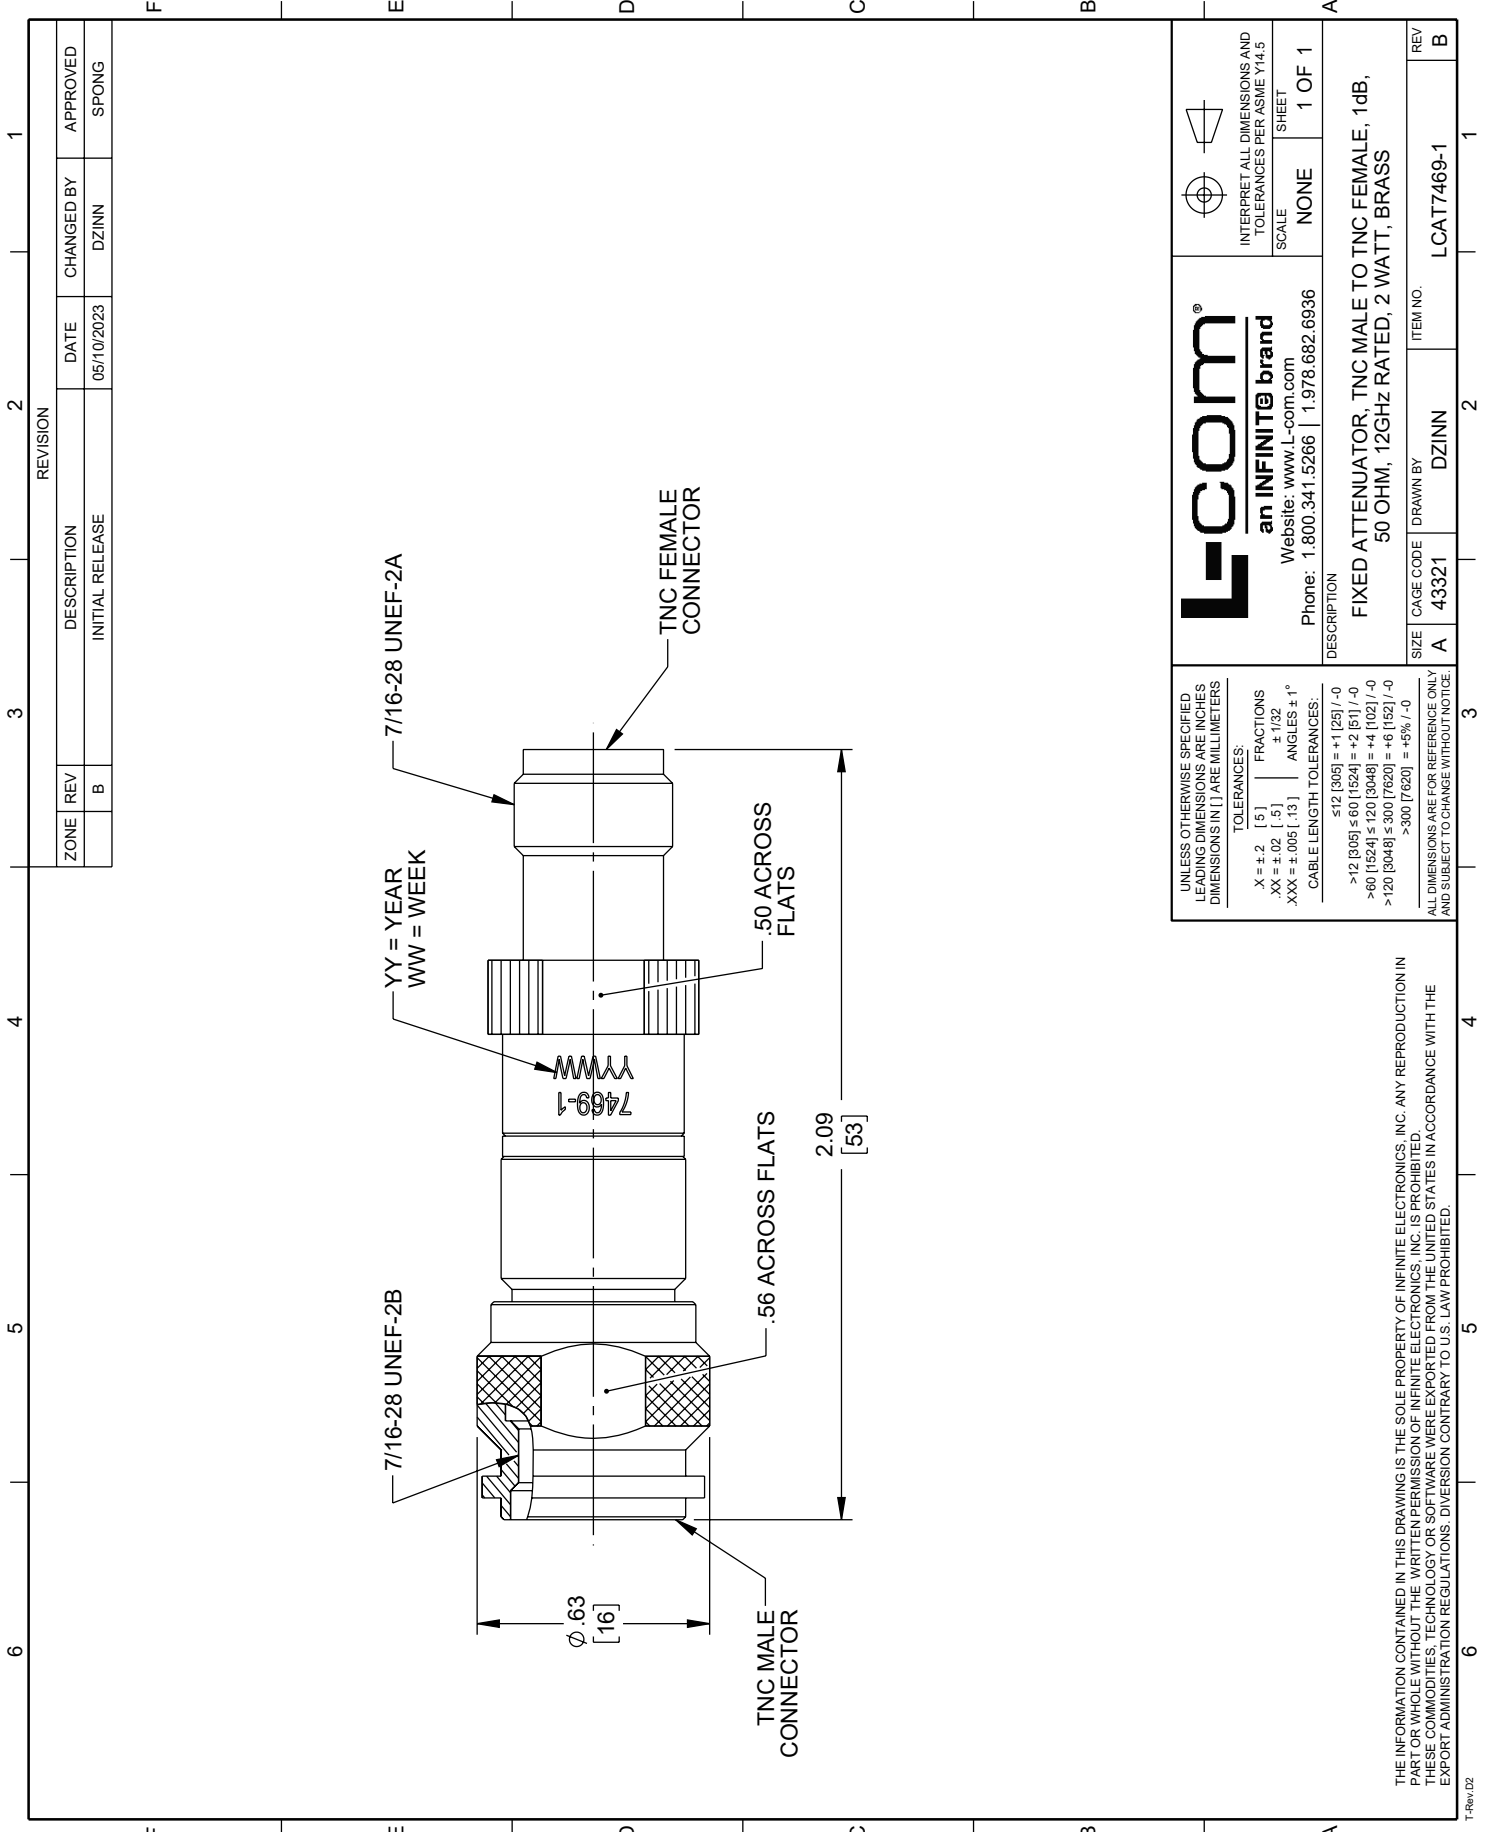 6 5 4 3 2 1
F
E
D
C
B
A
REVISION
ZONE REV DESCRIPTION DATE CHANGED BY APPROVED
B INITIAL RELEASE 05/10/2023 DZINN SPONG
7/16-28 UNEF-2B
YY = YEAR
WW = WEEK
7/16-28 UNEF-2A
Ø.63
[16]
7469-1
YYWW
TNC FEMALE
CONNECTOR
TNC MALE
CONNECTOR
.56 ACROSS FLATS
.50 ACROSS
FLATS
2.09
[53]
UNLESS OTHERWISE SPECIFIED
LEADING DIMENSIONS ARE INCHES
DIMENSIONS IN [ ] ARE MILLIMETERS
TOLERANCES:
.X = ±.2 [ 5 ] FRACTIONS
.XX = ±.02 [ .5 ] ± 1/32
.XXX = ±.005 [ .13 ] ANGLES ± 1°
CABLE LENGTH TOLERANCES:
≤12 [305] = +1 [25] / -0
>12 [305] ≤ 60 [1524] = +2 [51] / -0
>60 [1524] ≤ 120 [3048] = +4 [102] / -0
>120 [3048] ≤ 300 [7620] = +6 [152] / -0
>300 [7620] = +5% / -0
ALL DIMENSIONS ARE FOR REFERENCE ONLY
AND SUBJECT TO CHANGE WITHOUT NOTICE.
L-com®
an INFINITE brand
Website: www.L-com.com
Phone: 1.800.341.5266 | 1.978.682.6936
INTERPRET ALL DIMENSIONS AND
TOLERANCES PER ASME Y14.5
SCALE SHEET
NONE 1 OF 1
DESCRIPTION
FIXED ATTENUATOR, TNC MALE TO TNC FEMALE, 1dB,
50 OHM, 12GHz RATED, 2 WATT, BRASS
SIZE CAGE CODE DRAWN BY ITEM NO. REV
A 43321 DZINN LCAT7469-1 B
THE INFORMATION CONTAINED IN THIS DRAWING IS THE SOLE PROPERTY OF INFINITE ELECTRONICS, INC. ANY REPRODUCTION IN
PART OR WHOLE WITHOUT THE WRITTEN PERMISSION OF INFINITE ELECTRONICS, INC. IS PROHIBITED.
THESE COMMODITIES, TECHNOLOGY OR SOFTWARE WERE EXPORTED FROM THE UNITED STATES IN ACCORDANCE WITH THE
EXPORT ADMINISTRATION REGULATIONS. DIVERSION CONTRARY TO U.S. LAW PROHIBITED.
6 5 4 3 2 1
T-Rev.D2